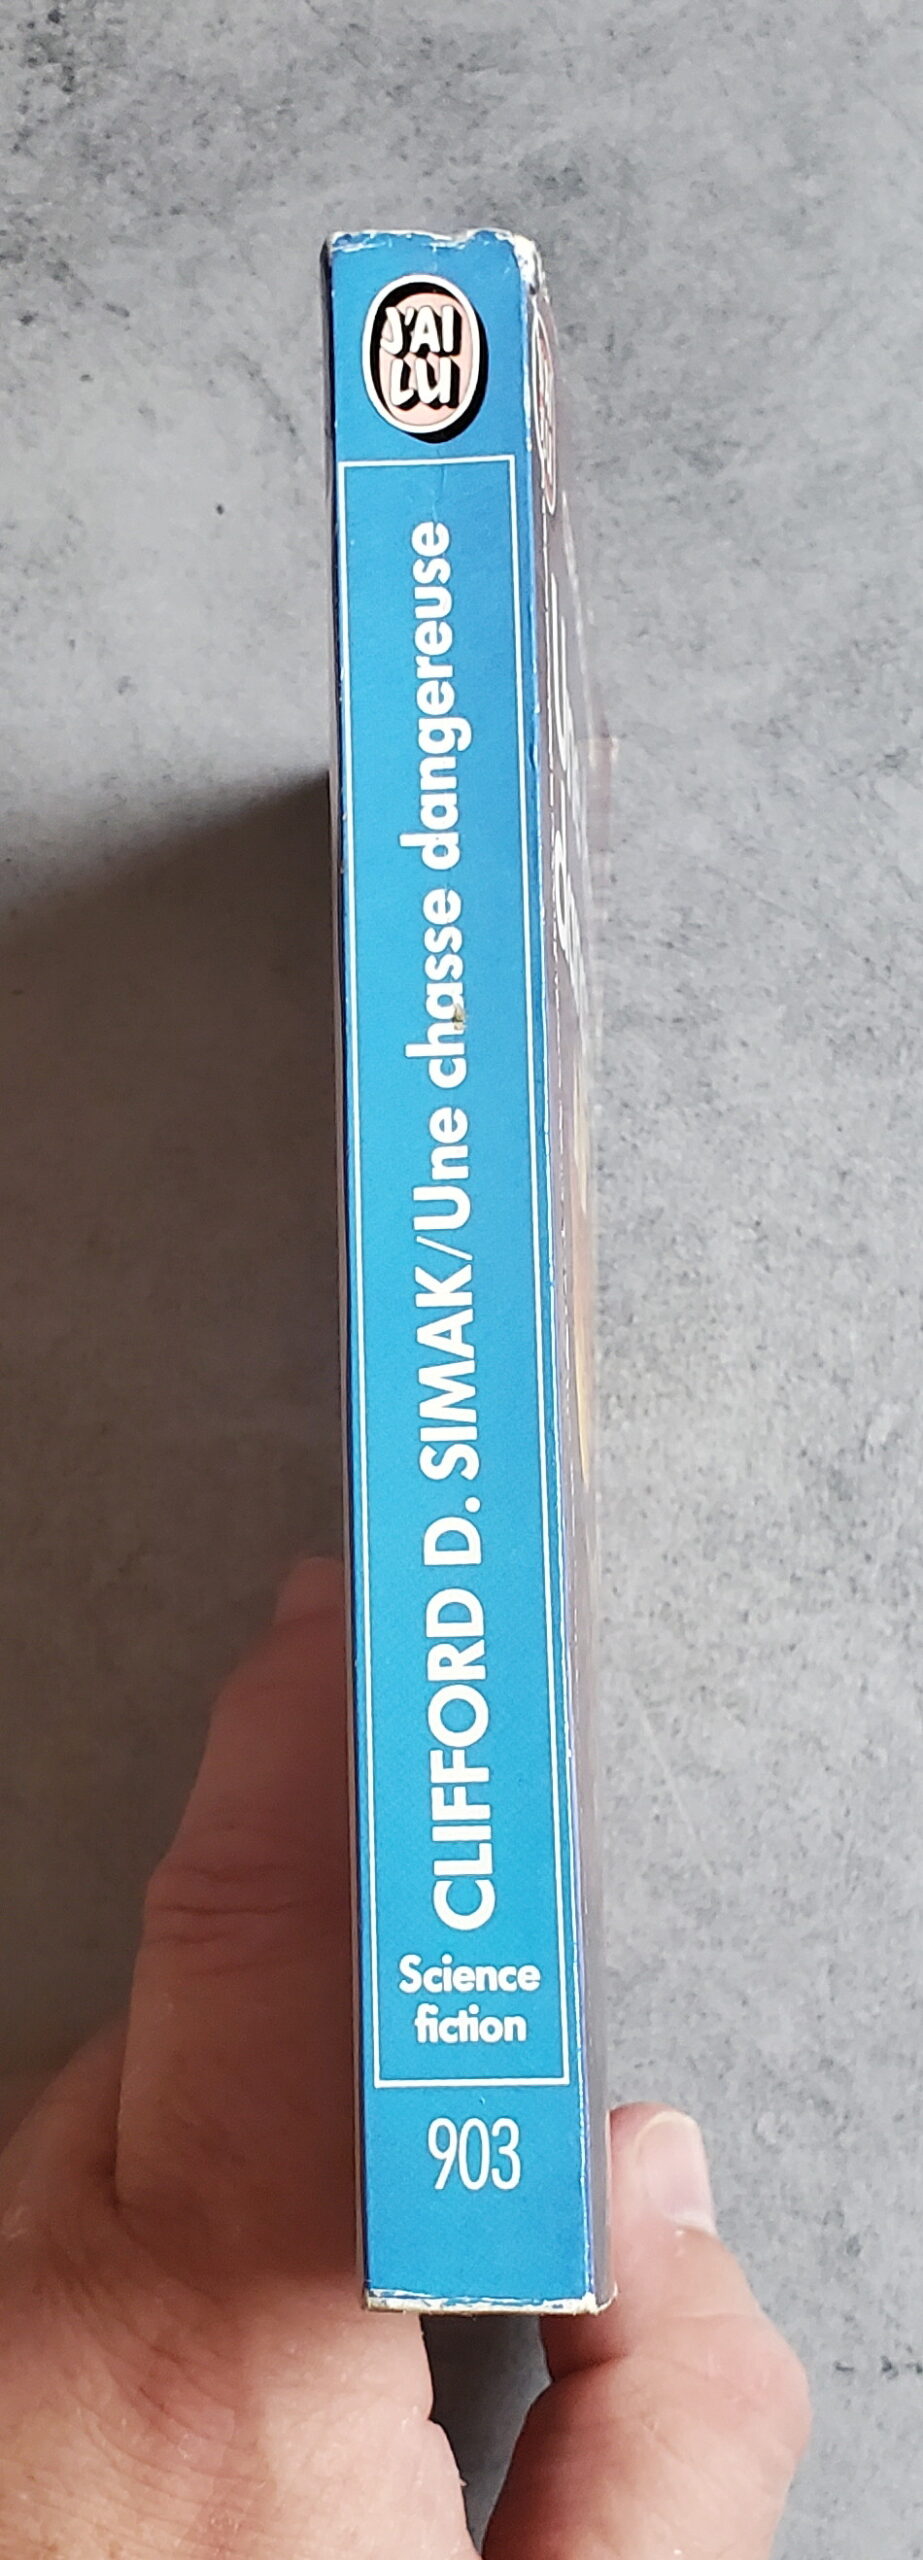 J'AI
LU
CLIFFORD D. SIMAK/Une chasse dangereuse
Science
fiction
903